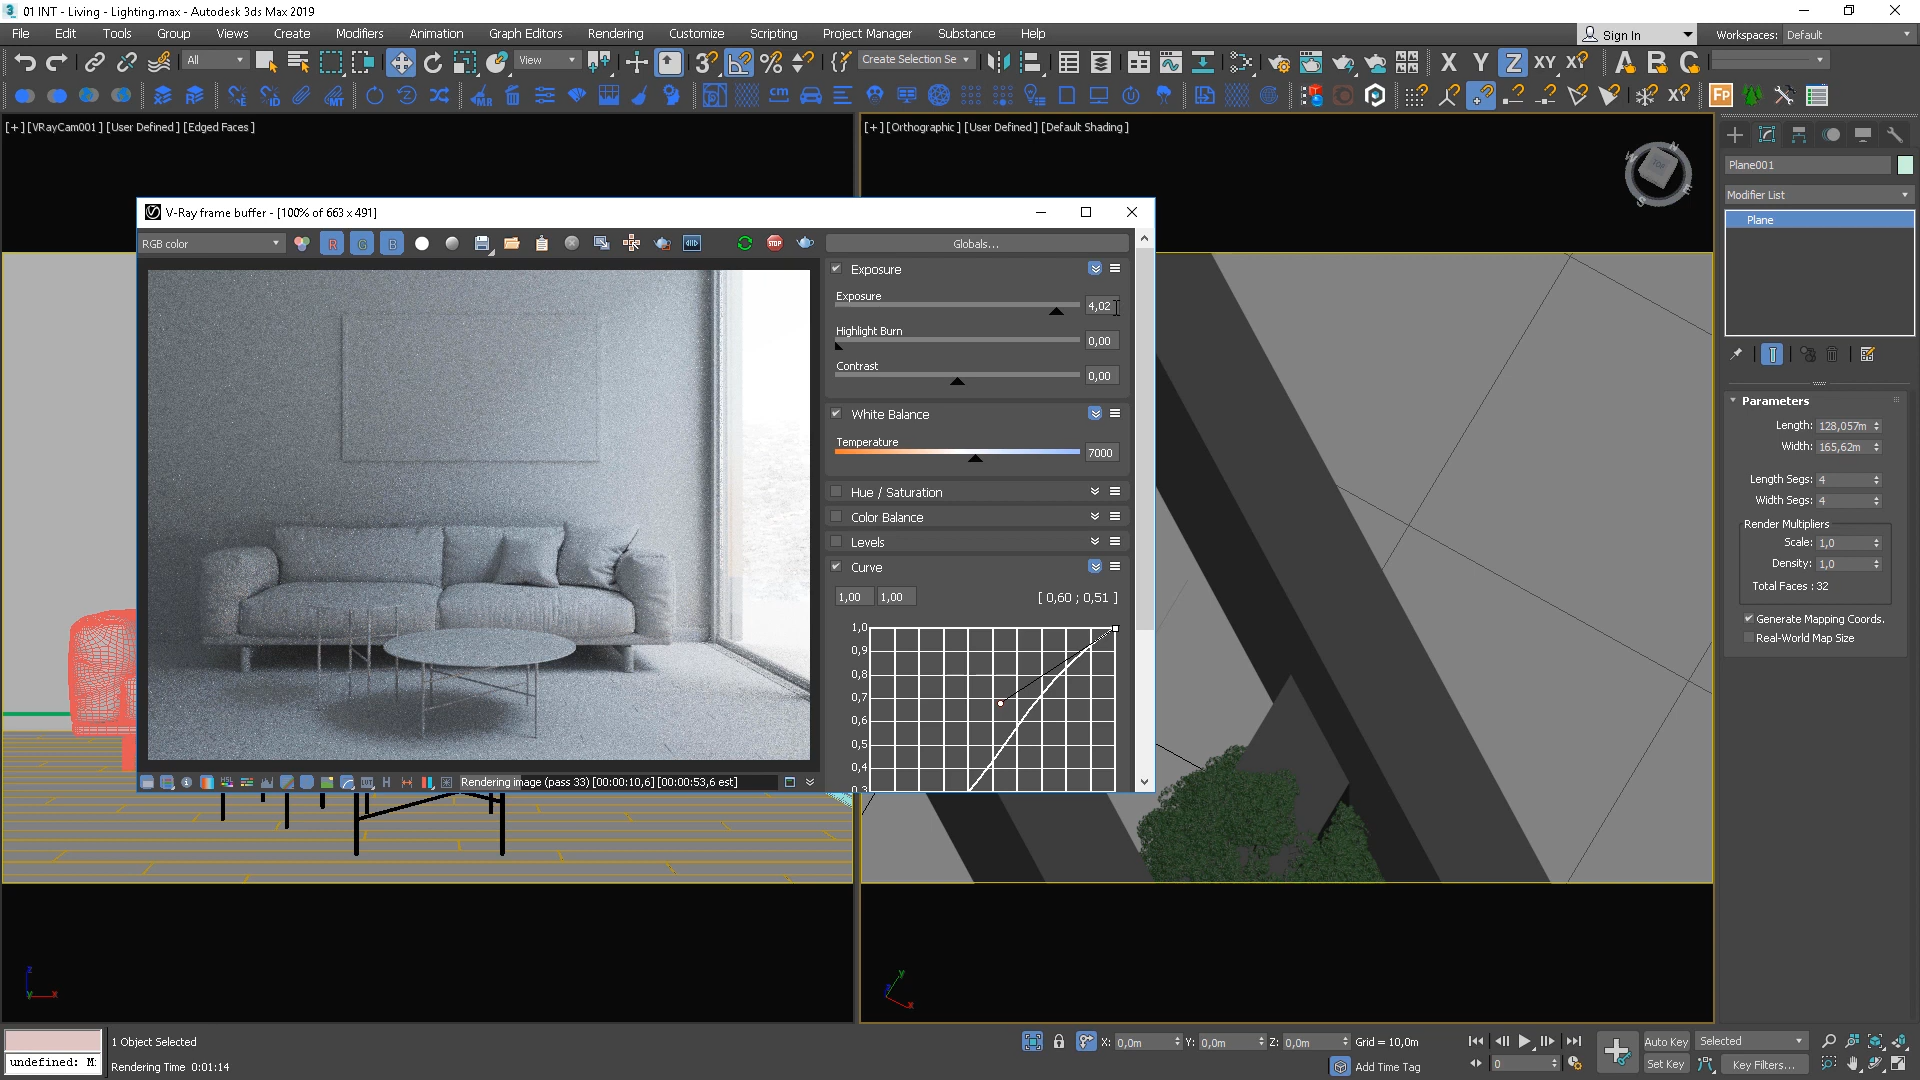 01 INT - Living - Lighting.max - Autodesk 3ds Max 2019
File Edit Tools Group Views Create Modifiers Animation Graph Editors Rendering Customize Scripting Project Manager Substance Help
Sign In
Workspaces: Default
All
View
Create Selection Se
X Y Z XY XY
[+] [VRayCam001 ] [User Defined ] [Edged Faces ]
[+] [Orthographic ] [User Defined ] [Default Shading ]
V-Ray frame buffer - [100% of 663 x 491]
RGB color
R G B
Globals...
Exposure
Exposure
4,02
Highlight Burn
0,00
Contrast
0,00
White Balance
Temperature
7000
Hue / Saturation
Color Balance
Levels
Curve
1,00 1,00 [ 0,60 ; 0,51 ]
1,0
0,9
0,8
0,7
0,6
0,5
0,4
0,3
Rendering image (pass 33) [00:00:10,6] [00:00:53,6 est]
TOP
Plane001
Modifier List
Plane
Parameters
Length: 128,057m
Width: 165,62m
Length Segs: 4
Width Segs: 4
Render Multipliers
Scale: 1,0
Density: 1,0
Total Faces : 32
Generate Mapping Coords.
Real-World Map Size
undefined: M
1 Object Selected
Rendering Time 0:01:14
X: 0,0m Y: 0,0m Z: 0,0m Grid = 10,0m
Add Time Tag
0
Auto Key Selected
Set Key Key Filters...